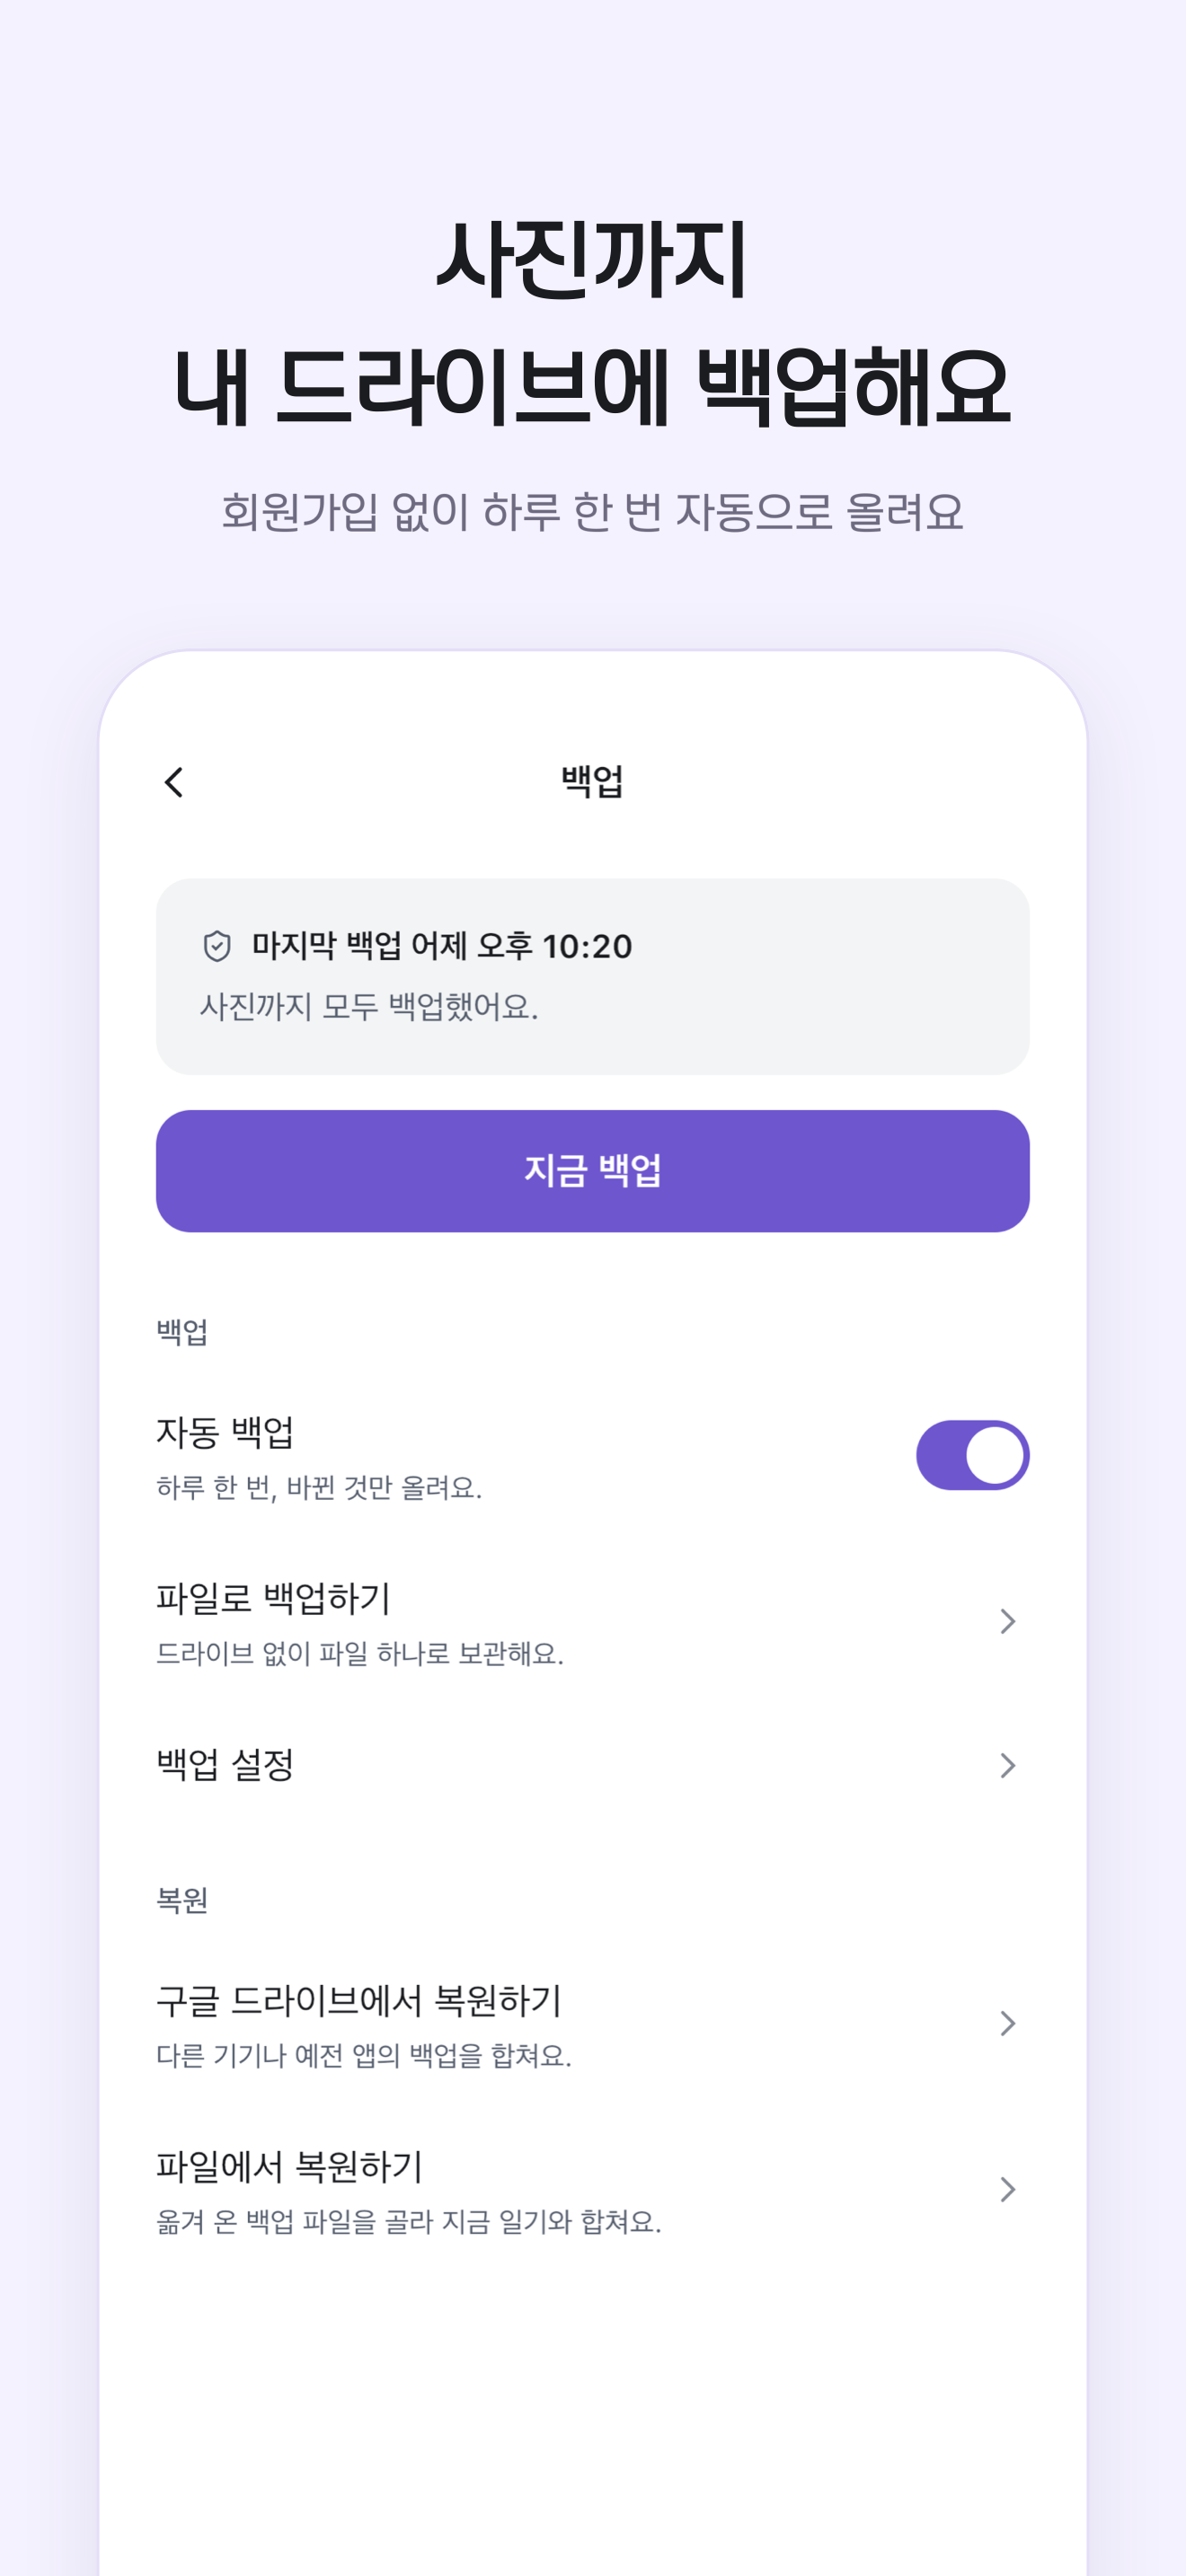 사진까지
내 드라이브에 백업해요
회원가입 없이 하루 한 번 자동으로 올려요
백업
마지막 백업 어제 오후 10:20
사진까지 모두 백업했어요.
지금 백업
백업
자동 백업
하루 한 번, 바뀐 것만 올려요.
파일로 백업하기
드라이브 없이 파일 하나로 보관해요.
백업 설정
복원
구글 드라이브에서 복원하기
다른 기기나 예전 앱의 백업을 합쳐요.
파일에서 복원하기
옮겨 온 백업 파일을 골라 지금 일기와 합쳐요.